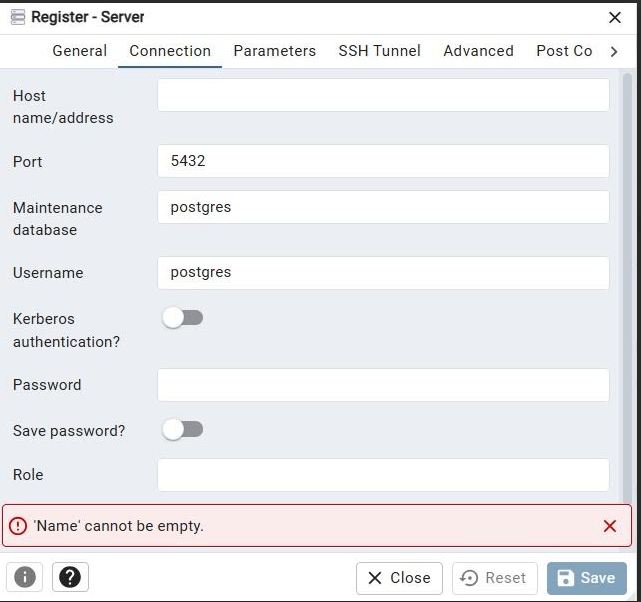 Register - Server
General Connection Parameters SSH Tunnel Advanced Post Co
Host
name/address
Port 5432
Maintenance postgres
database
Username postgres
Kerberos
authentication?
Password
Save password?
Role
'Name' cannot be empty.
Close Reset Save